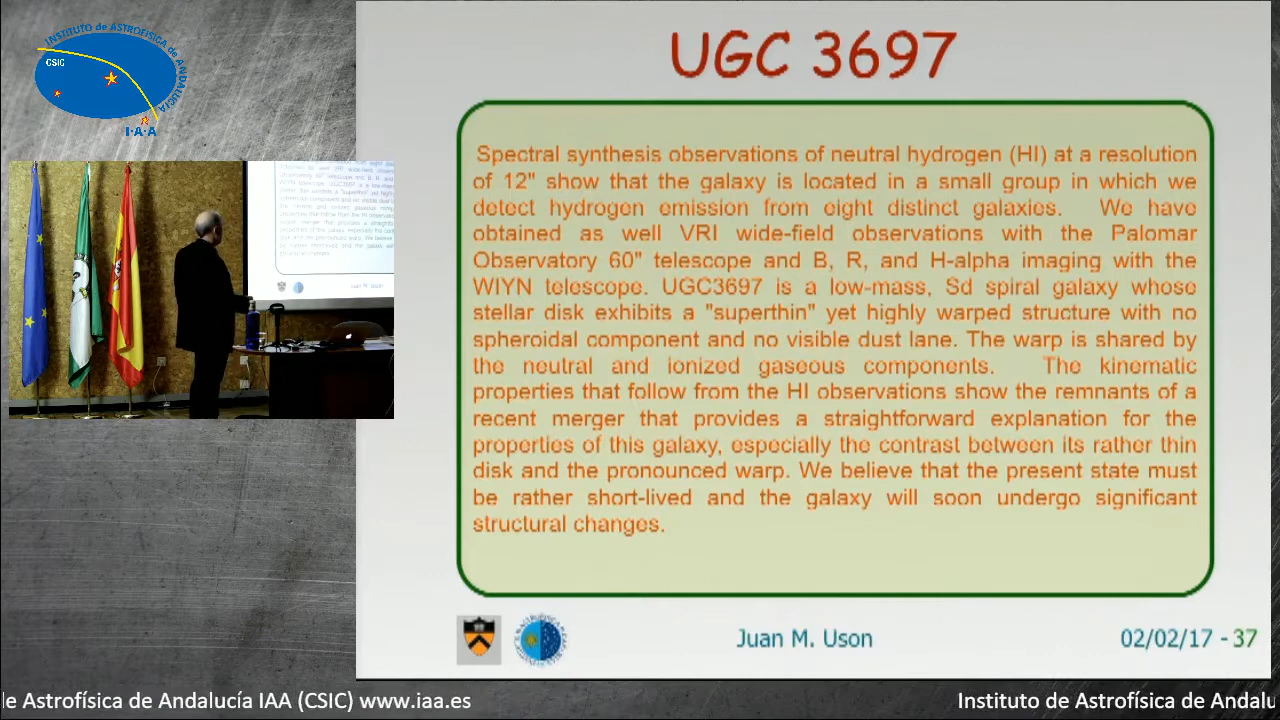 INSTITUTO de ASTROFÍSICA de ANDALUCÍA
CSIC
I·A·A
UGC 3697
Spectral synthesis observations of neutral hydrogen (HI) at a resolution
of 12" show that the galaxy is located in a small group in which we
detect hydrogen emission from eight distinct galaxies. We have
obtained as well VRI wide-field observations with the Palomar
Observatory 60" telescope and B, R, and H-alpha imaging with the
WIYN telescope. UGC3697 is a low-mass, Sd spiral galaxy whose
stellar disk exhibits a "superthin" yet highly warped structure with no
spheroidal component and no visible dust lane. The warp is shared by
the neutral and ionized gaseous components. The kinematic
properties that follow from the HI observations show the remnants of a
recent merger that provides a straightforward explanation for the
properties of this galaxy, especially the contrast between its rather thin
disk and the pronounced warp. We believe that the present state must
be rather short-lived and the galaxy will soon undergo significant
structural changes.
Juan M. Uson
02/02/17 - 37
de Astrofísica de Andalucía IAA (CSIC) www.iaa.es
Instituto de Astrofísica de Andalu